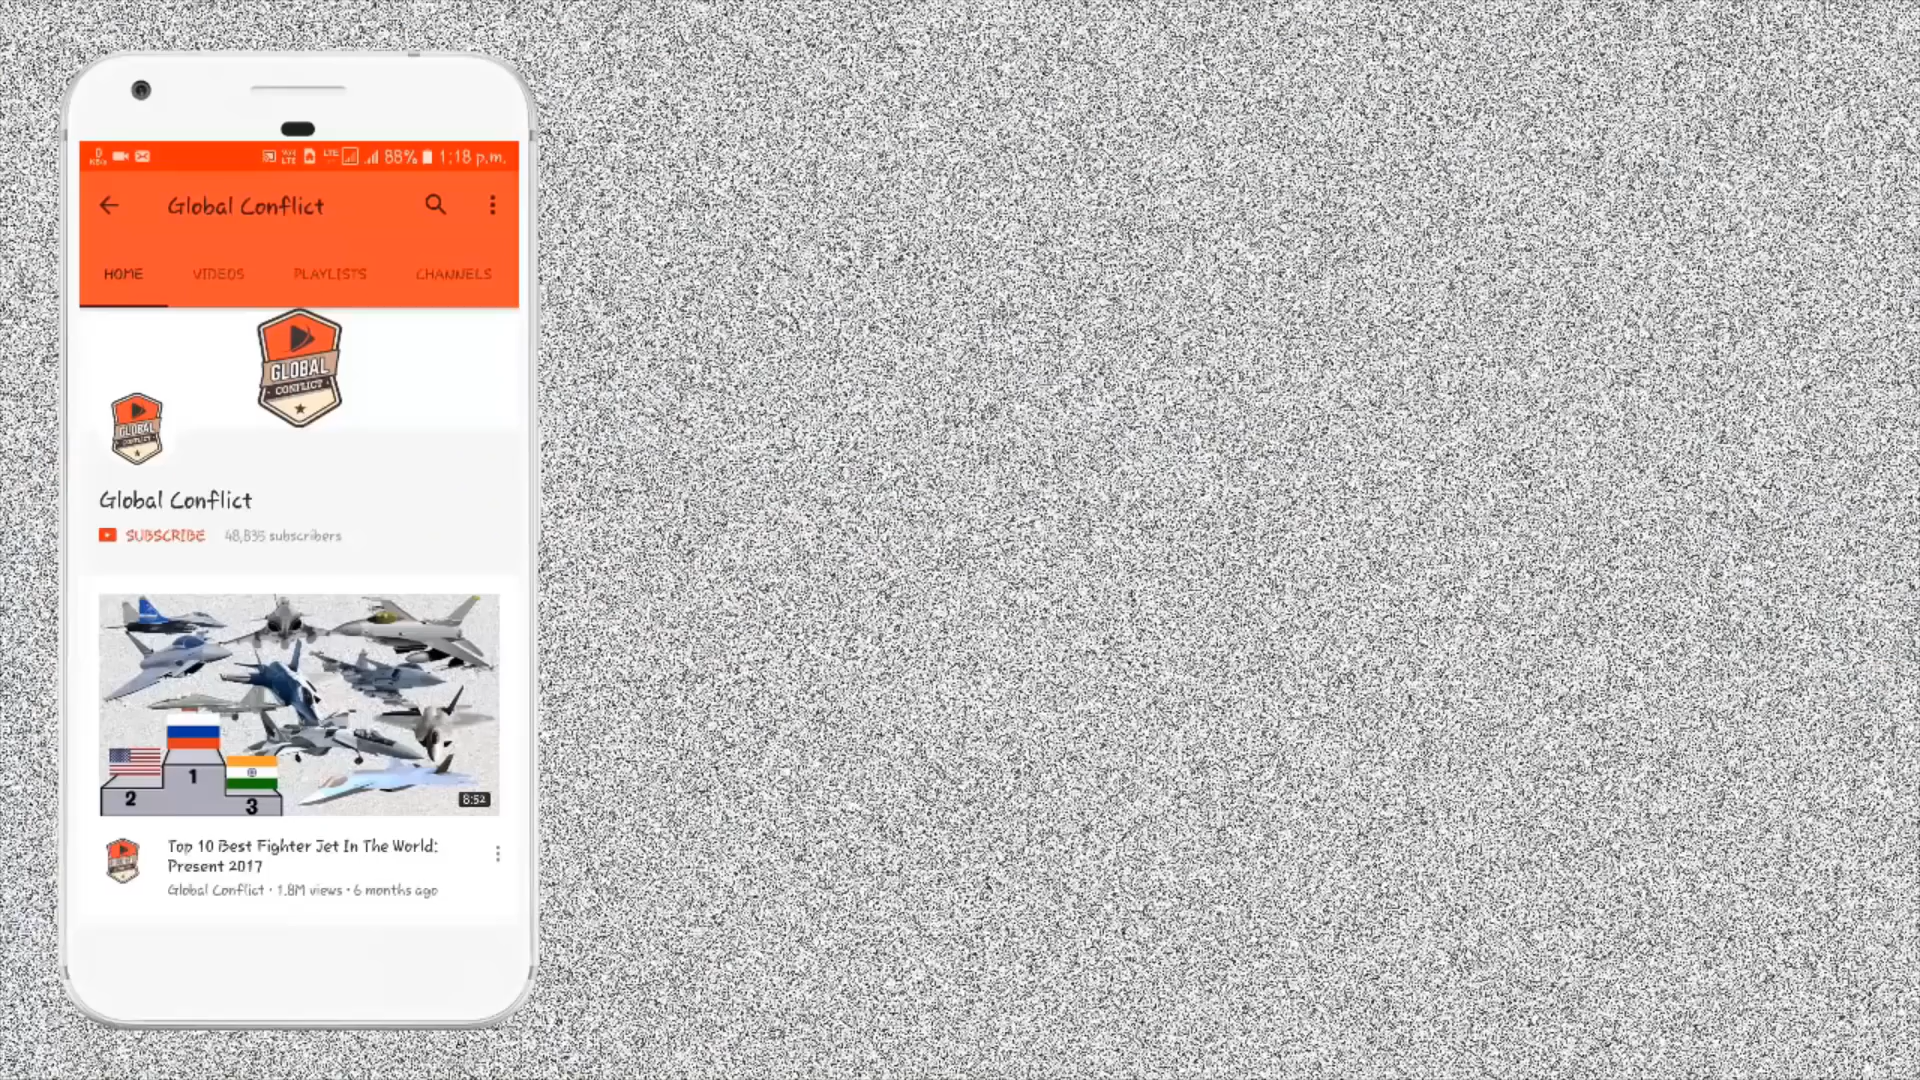 88% 1:18 p.m.
Global Conflict
HOME VIDEOS PLAYLISTS CHANNELS
GLOBAL
CONFLICT
GLOBAL
CONFLICT
Global Conflict
SUBSCRIBE 48,835 subscribers
1
2
3
8:52
Top 10 Best Fighter Jet In The World:
Present 2017
Global Conflict · 1.8M views · 6 months ago